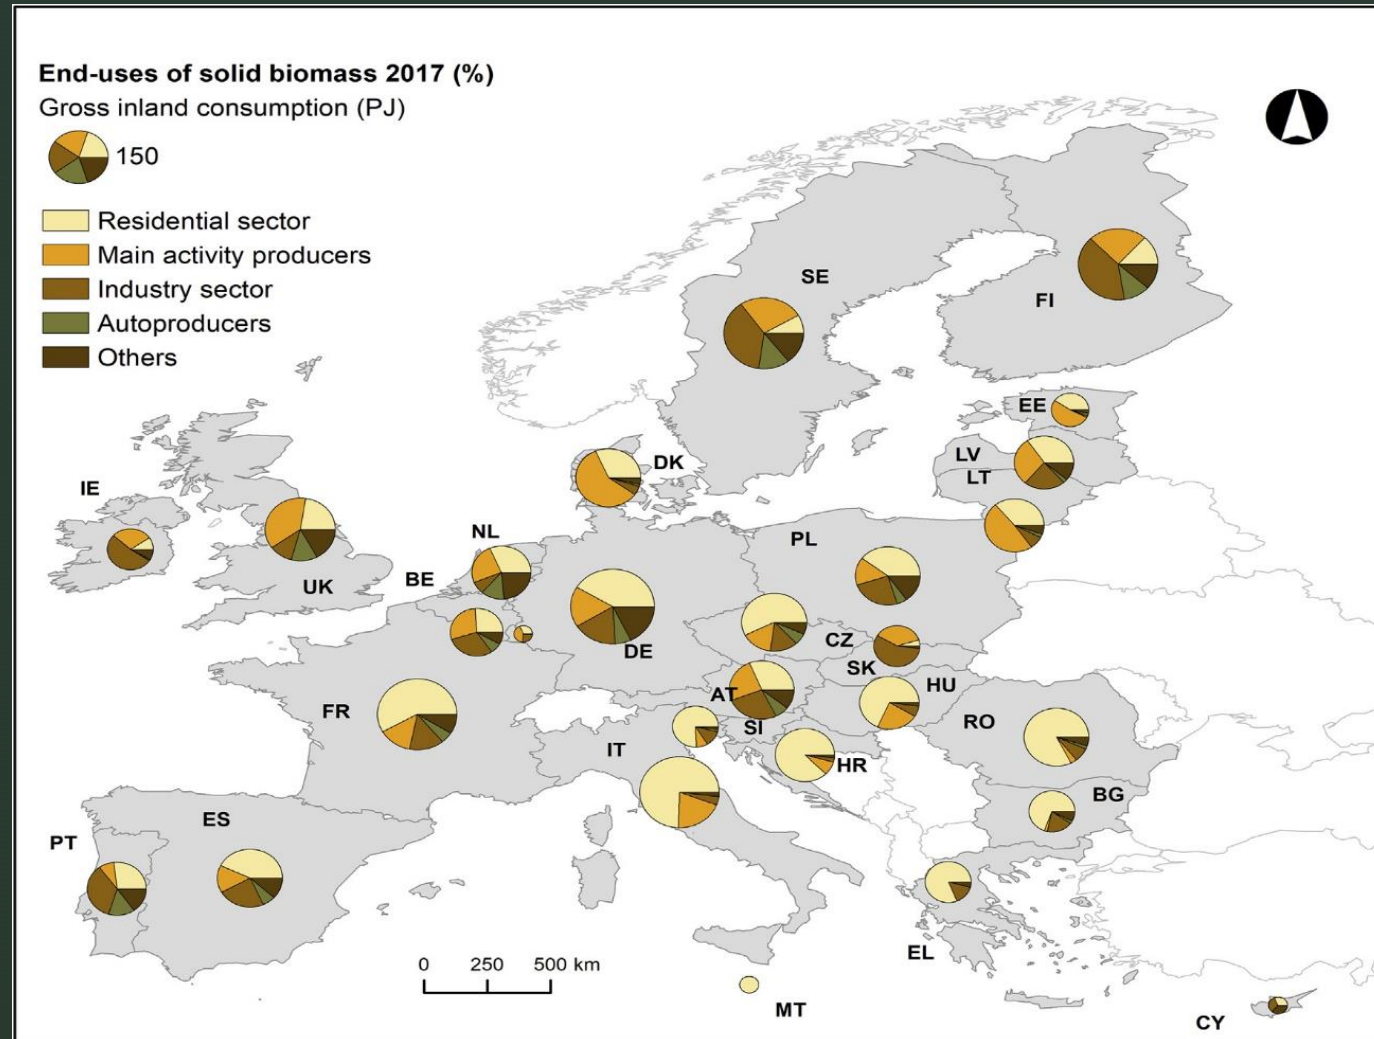 End-uses of solid biomass 2017 (%)
Gross inland consumption (PJ)
150
Residential sector
Main activity producers
Industry sector
Autoproducers
Others
SE
FI
EE
LV
LT
DK
IE
UK
NL
BE
PL
DE
CZ
SK
AT
HU
SI
FR
IT
HR
RO
BG
ES
PT
EL
0 250 500 km
MT
CY